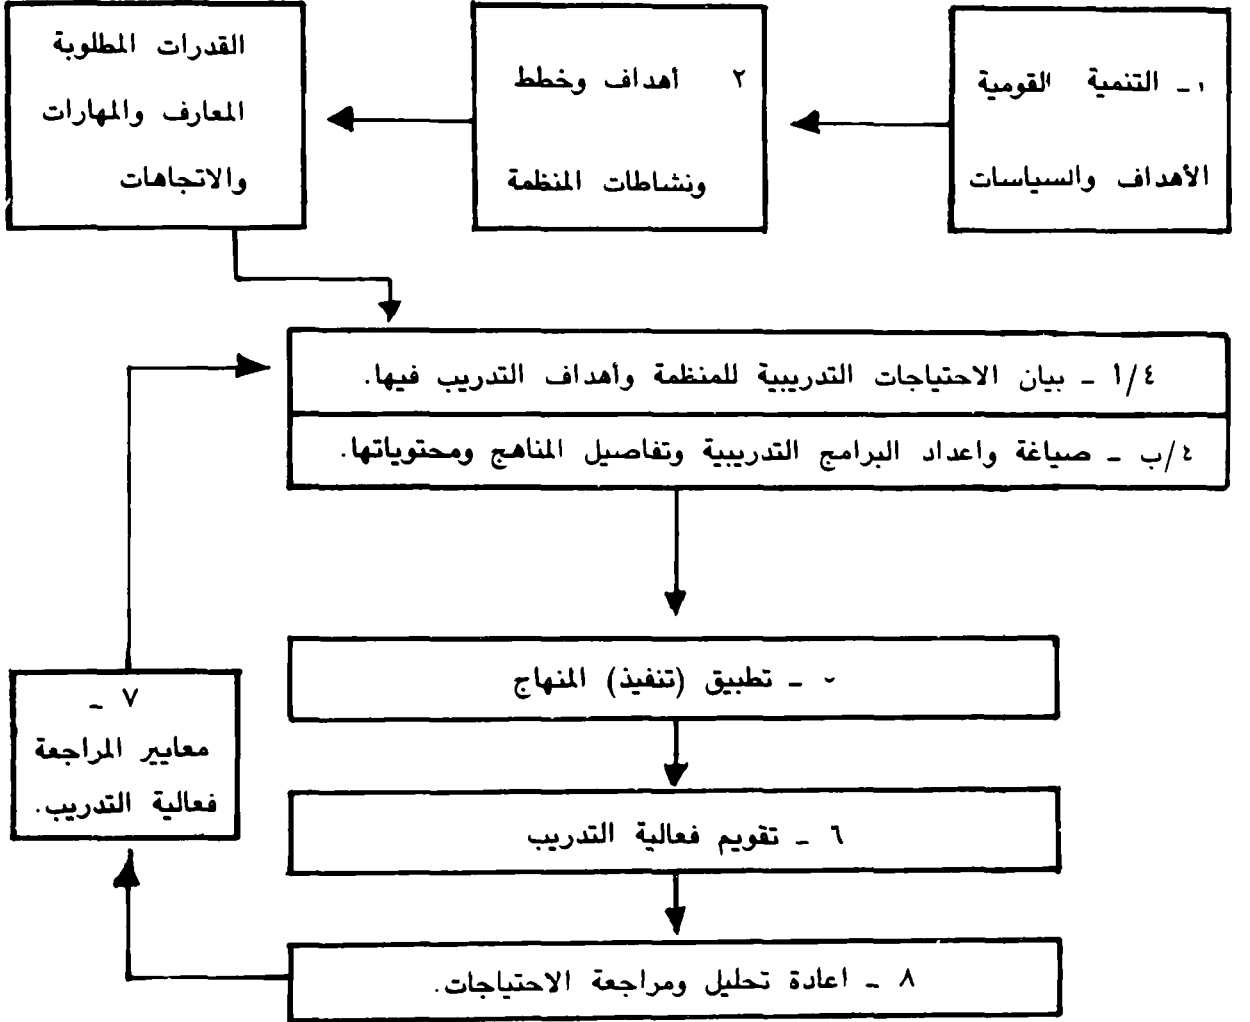 ـ التنمية القومية
الأهداف والسياسات
٢ أهداف وخطط
ونشاطات المنظمة
القدرات المطلوبة
المعارف والمهارات
والاتجاهات
٤/أ ـ بيان الاحتياجات التدريبية للمنظمة وأهداف التدريب فيها.
٤/ب ـ صياغة واعداد البرامج التدريبية وتفاصيل المناهج ومحتوياتها.
ـ تطبيق (تنفيذ) المنهاج
٦ ـ تقويم فعالية التدريب
٨ ـ اعادة تحليل ومراجعة الاحتياجات.
٧ ـ
معايير المراجعة
فعالية التدريب.